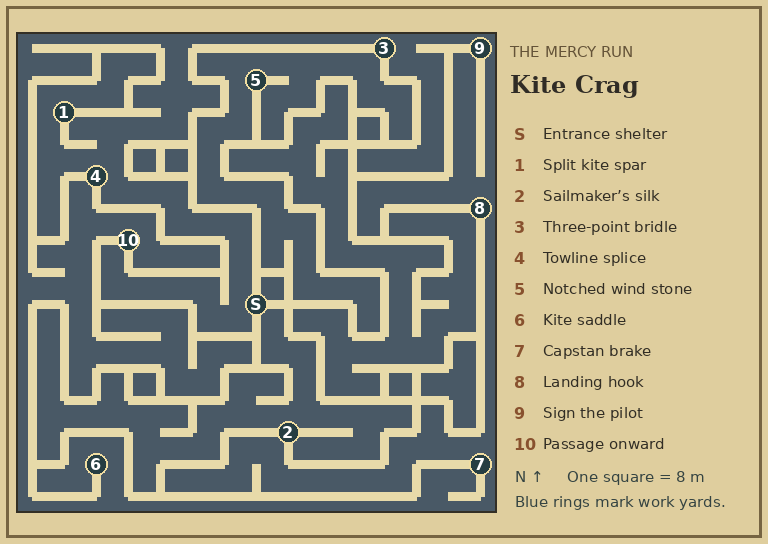 THE MERCY RUN
Kite Crag
S Entrance shelter
1 Split kite spar
2 Sailmaker’s silk
3 Three-point bridle
4 Towline splice
5 Notched wind stone
6 Kite saddle
7 Capstan brake
8 Landing hook
9 Sign the pilot
10 Passage onward
N ↑ One square = 8 m
Blue rings mark work yards.
3
9
5
1
4
8
10
S
2
6
7